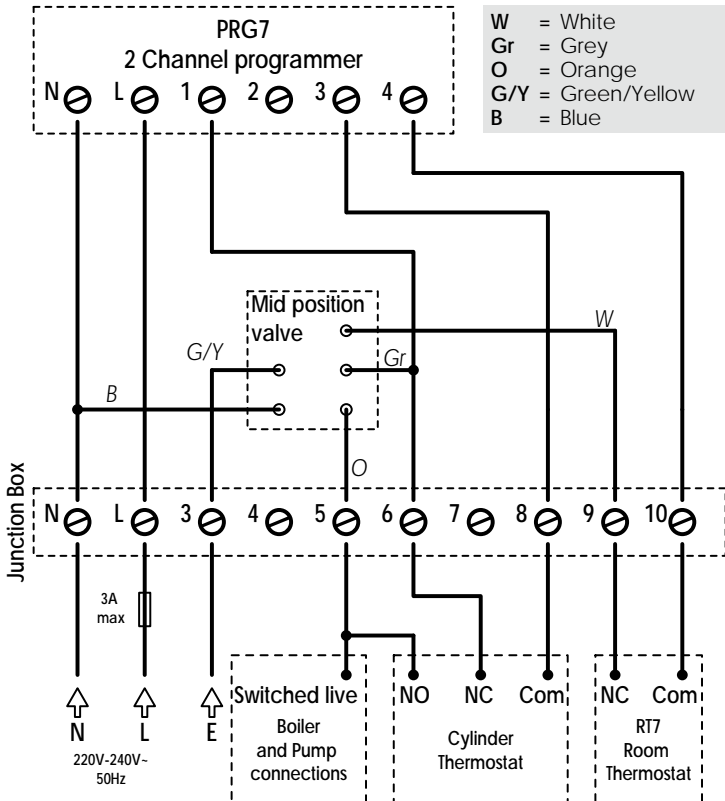 PRG7
2 Channel programmer
N L 1 2 3 4
W = White
Gr = Grey
O = Orange
G/Y = Green/Yellow
B = Blue
Mid position
valve
W
G/Y
Gr
B
O
Junction Box
N L 3 4 5 6 7 8 9 10
3A
max
N L E
220V-240V~
50Hz
Switched live
Boiler
and Pump
connections
NO NC Com
Cylinder
Thermostat
NC Com
RT7
Room
Thermostat